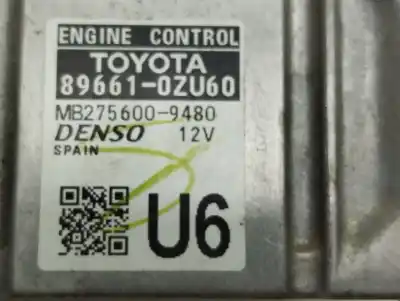 ENGINE CONTROL
TOYOTA
89661-0ZU60
MB275600-9480
DENSO 12V
SPAIN
U6